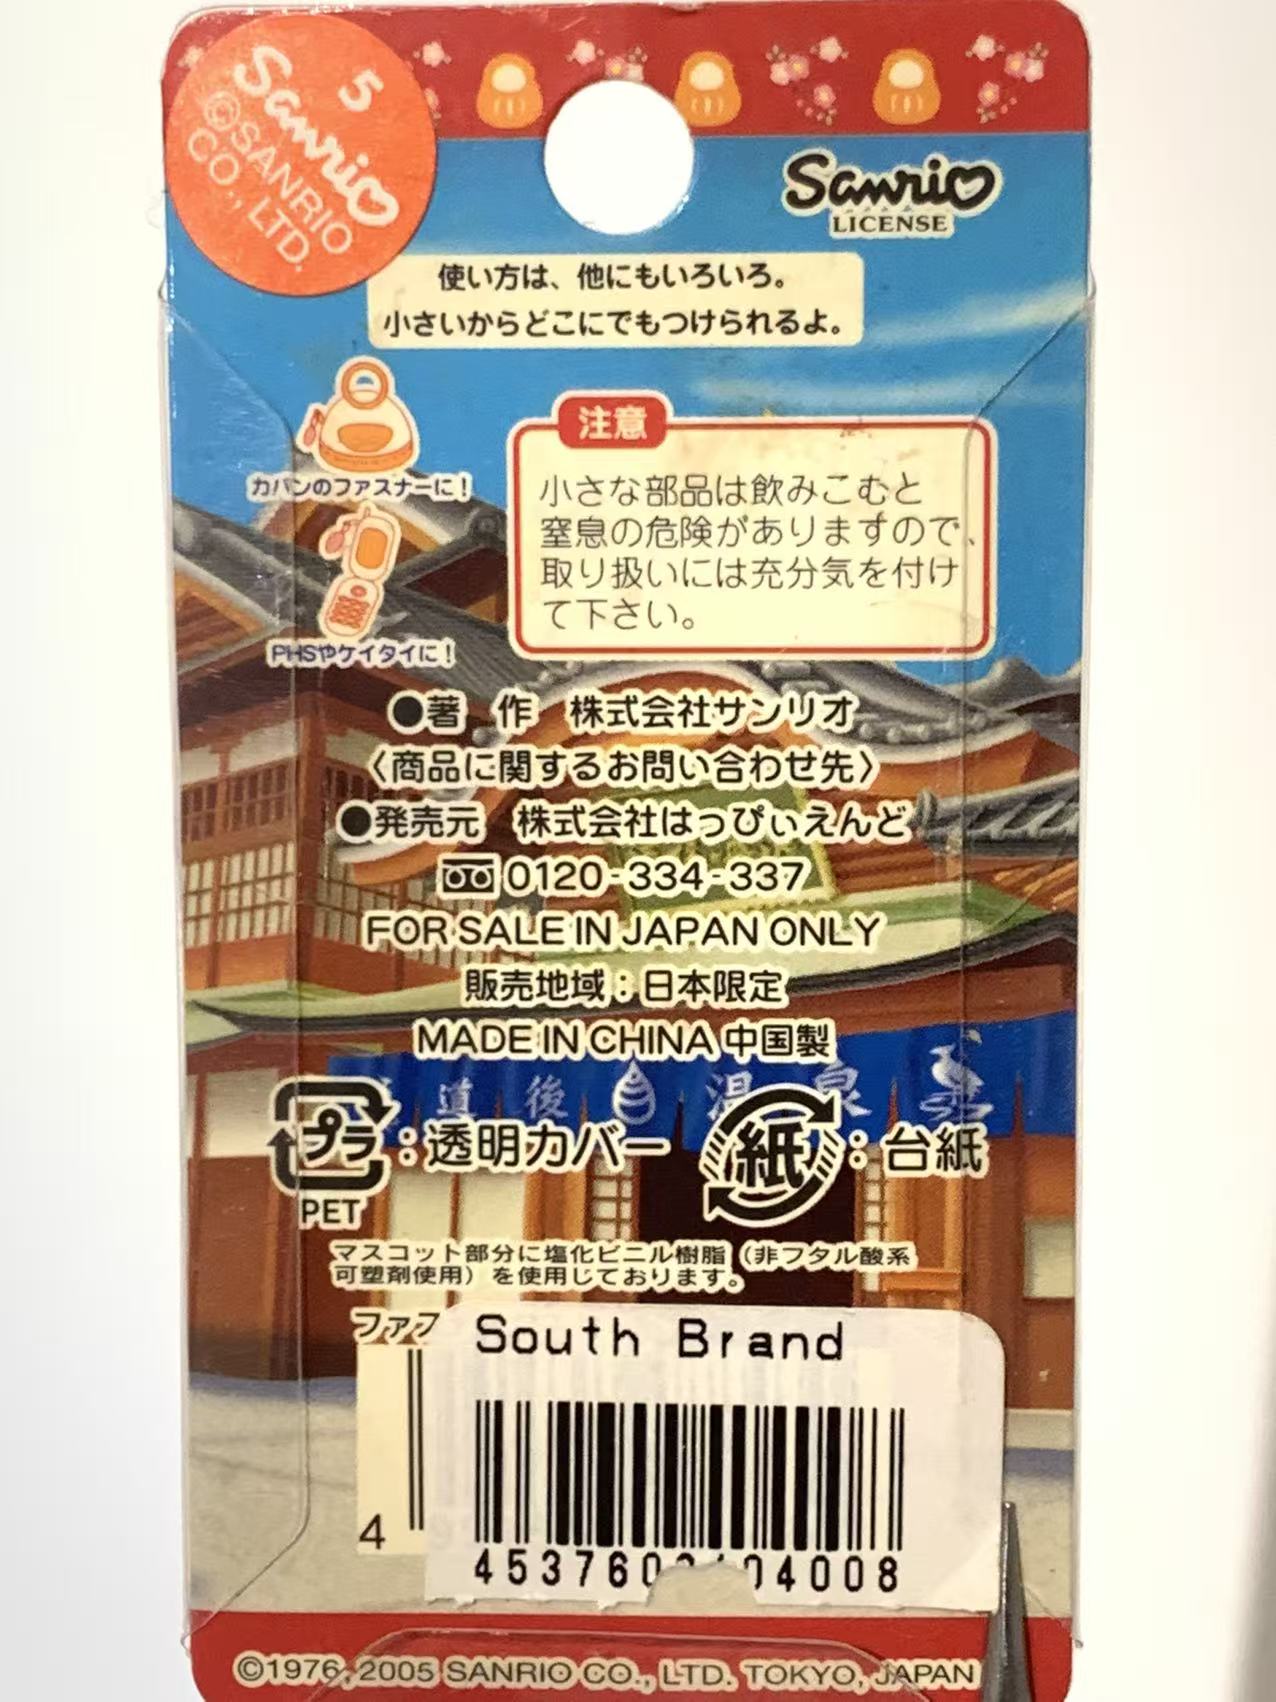 5
Sanrio
©SANRIO
CO., LTD.
Sanrio
LICENSE
使い方は、他にもいろいろ。
小さいからどこにでもつけられるよ。
カバンのファスナーに！
PHSやケイタイに！
注意
小さな部品は飲みこむと
窒息の危険がありますので、
取り扱いには充分気を付け
て下さい。
●著 作 株式会社サンリオ
〈商品に関するお問い合わせ先〉
●発売元 株式会社はっぴぃえんど
0120-334-337
FOR SALE IN JAPAN ONLY
販売地域：日本限定
MADE IN CHINA 中国製
道後温泉
プラ：透明カバー
PET
紙：台紙
マスコット部分に塩化ビニル樹脂（非フタル酸系
可塑剤使用）を使用しております。
ファス
South Brand
4 9
©1976, 2005 SANRIO CO., LTD. TOKYO, JAPAN